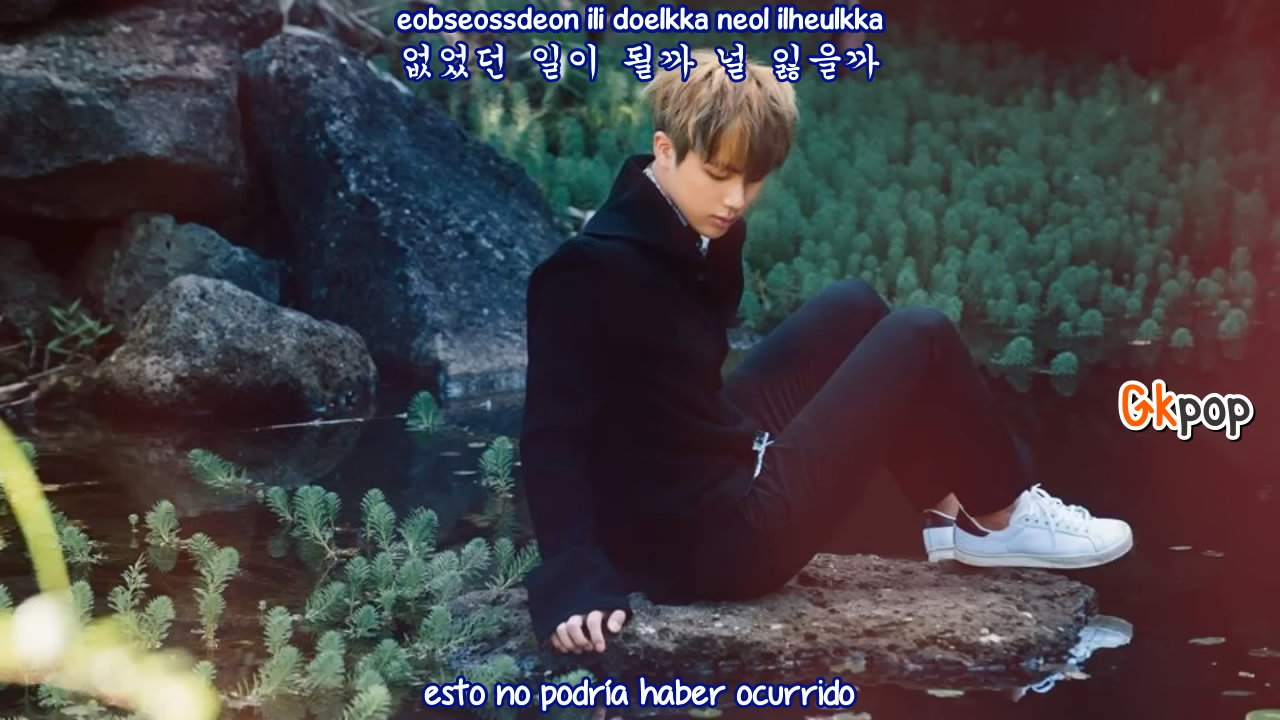 eobseossdeon ili doelkka neol ilheulkka
없었던 일이 될까 널 잃을까
Gkpop
esto no podría haber ocurrido